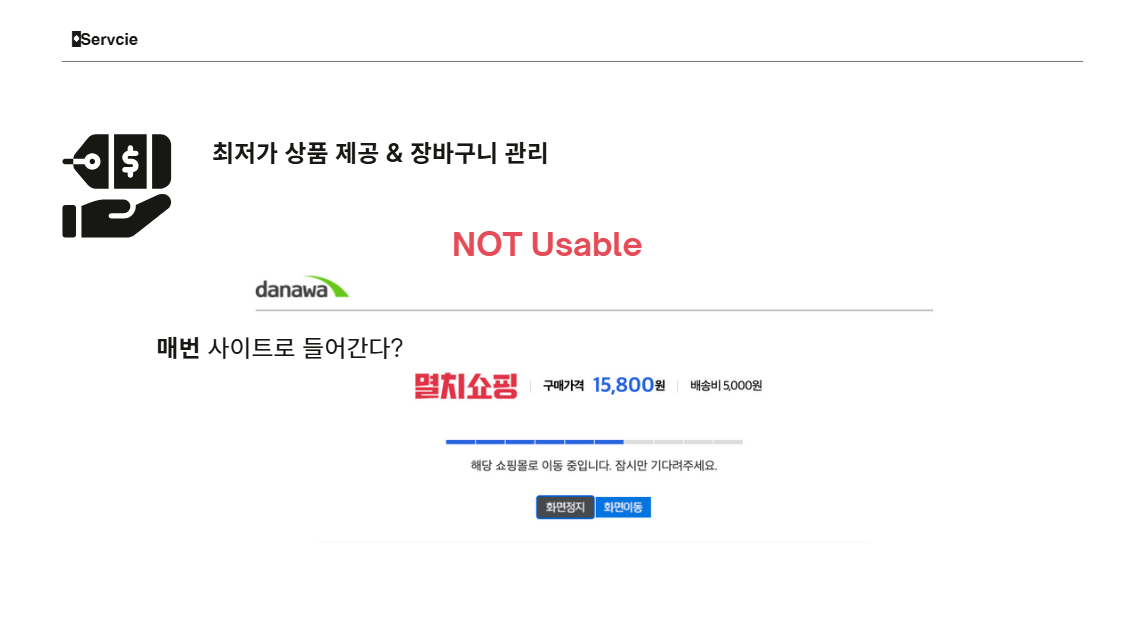 Servcie
최저가 상품 제공 & 장바구니 관리
NOT Usable
danawa
매번 사이트로 들어간다?
멸치쇼핑 구매가격 15,800원 배송비 5,000원
해당 쇼핑몰로 이동 중입니다. 잠시만 기다려주세요.
화면정지 화면이동